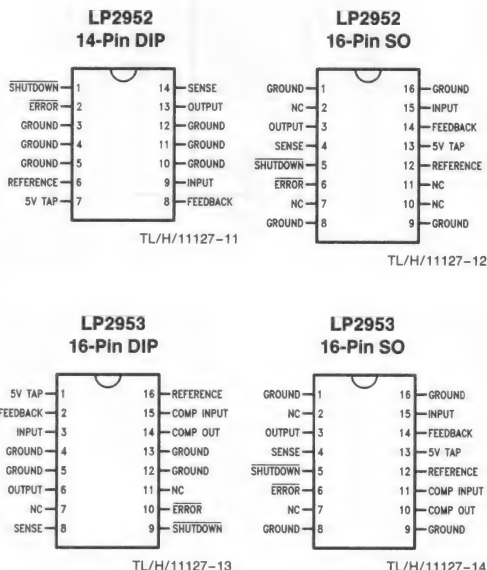 LP2952
14-Pin DIP
SHUTDOWN 1 14 SENSE
ERROR 2 13 OUTPUT
GROUND 3 12 GROUND
GROUND 4 11 GROUND
GROUND 5 10 GROUND
REFERENCE 6 9 INPUT
5V TAP 7 8 FEEDBACK
TL/H/11127-11
LP2952
16-Pin SO
GROUND 1 16 GROUND
NC 2 15 INPUT
OUTPUT 3 14 FEEDBACK
SENSE 4 13 5V TAP
SHUTDOWN 5 12 REFERENCE
ERROR 6 11 NC
NC 7 10 NC
GROUND 8 9 GROUND
TL/H/11127-12
LP2953
16-Pin DIP
5V TAP 1 16 REFERENCE
FEEDBACK 2 15 COMP INPUT
INPUT 3 14 COMP OUT
GROUND 4 13 GROUND
GROUND 5 12 GROUND
OUTPUT 6 11 NC
NC 7 10 ERROR
SENSE 8 9 SHUTDOWN
TL/H/11127-13
LP2953
16-Pin SO
GROUND 1 16 GROUND
NC 2 15 INPUT
OUTPUT 3 14 FEEDBACK
SENSE 4 13 5V TAP
SHUTDOWN 5 12 REFERENCE
ERROR 6 11 COMP INPUT
NC 7 10 COMP OUT
GROUND 8 9 GROUND
TL/H/11127-14